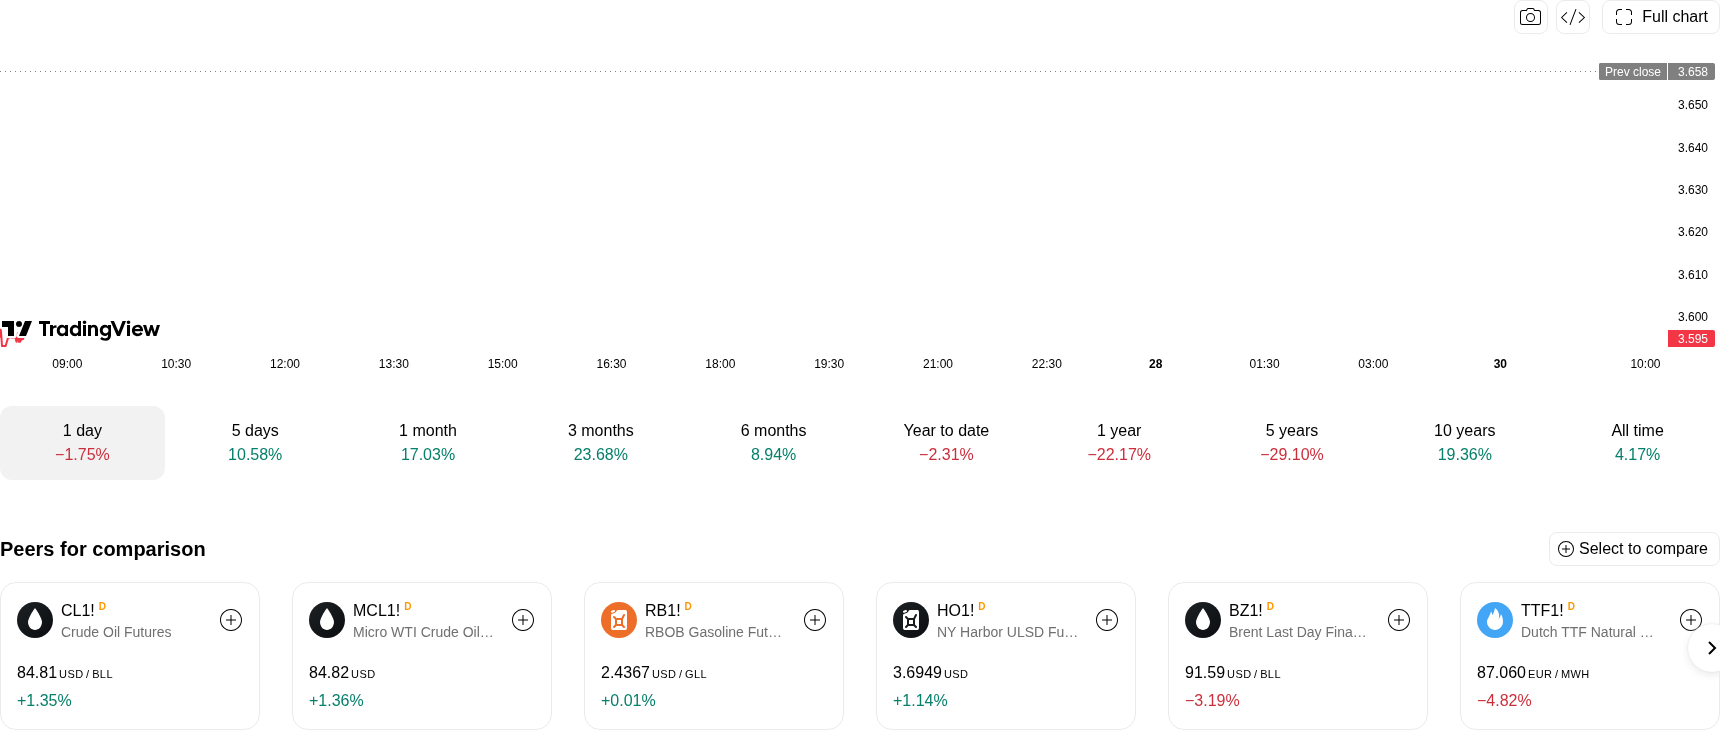 Full chart
Prev close 3.658
3.650
3.640
3.630
3.620
3.610
3.600
TradingView
3.595
09:00 10:30 12:00 13:30 15:00 16:30 18:00 19:30 21:00 22:30 28 01:30 03:00 30 10:00
1 day 5 days 1 month 3 months 6 months Year to date 1 year 5 years 10 years All time
−1.75% 10.58% 17.03% 23.68% 8.94% −2.31% −22.17% −29.10% 19.36% 4.17%
Peers for comparison
Select to compare
CL1! D
Crude Oil Futures
84.81 USD / BLL
+1.35%
MCL1! D
Micro WTI Crude Oil…
84.82 USD
+1.36%
RB1! D
RBOB Gasoline Fut…
2.4367 USD / GLL
+0.01%
HO1! D
NY Harbor ULSD Fu…
3.6949 USD
+1.14%
BZ1! D
Brent Last Day Fina…
91.59 USD / BLL
−3.19%
TTF1! D
Dutch TTF Natural …
87.060 EUR / MWH
−4.82%